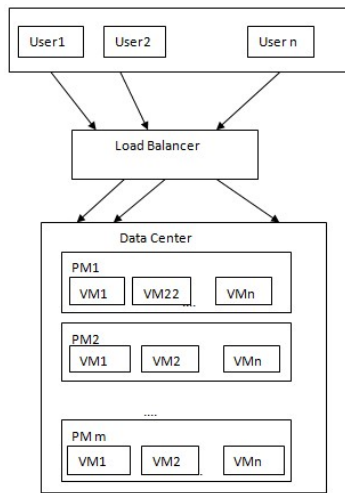 User1 User2 User n
Load Balancer
Data Center
PM1
VM1 VM22 .... VMn
PM2
VM1 VM2 VMn
....
PM m
VM1 VM2 . VMn